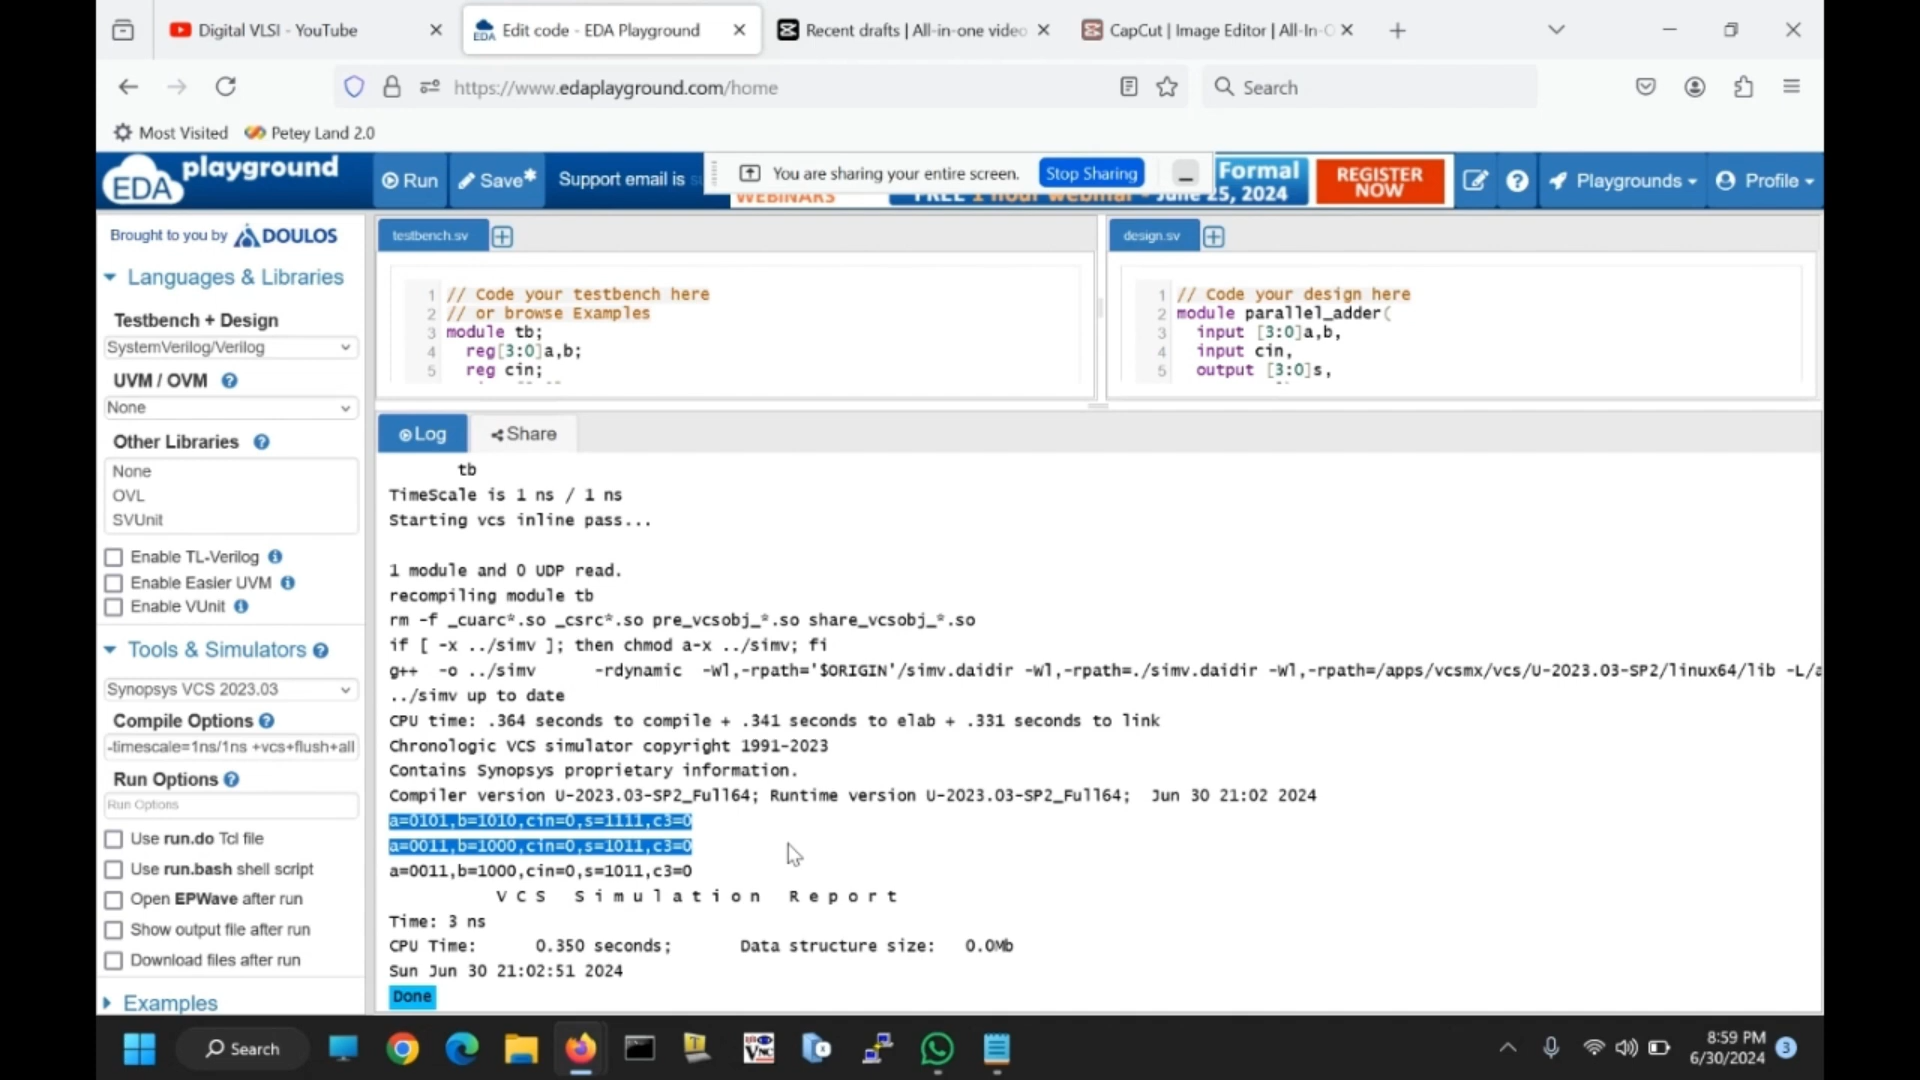 Digital VLSI - YouTube
Edit code - EDA Playground
Recent drafts | All-in-one video
CapCut | Image Editor | All-In-O
https://www.edaplayground.com/home
Search
Most Visited
Petey Land 2.0
EDA playground
Run
Save*
Support email is
You are sharing your entire screen.
Stop Sharing
WEBINARS
Formal
FREE 1 hour webinar - June 25, 2024
REGISTER NOW
Playgrounds
Profile
Brought to you by DOULOS
Languages & Libraries
Testbench + Design
SystemVerilog/Verilog
UVM / OVM
None
Other Libraries
None
OVL
SVUnit
Enable TL-Verilog
Enable Easier UVM
Enable VUnit
Tools & Simulators
Synopsys VCS 2023.03
Compile Options
-timescale=1ns/1ns +vcs+flush+all
Run Options
Run Options
Use run.do Tcl file
Use run.bash shell script
Open EPWave after run
Show output file after run
Download files after run
Examples
testbench.sv
1 // Code your testbench here
2 // or browse Examples
3 module tb;
4 reg[3:0]a,b;
5 reg cin;
design.sv
1 // Code your design here
2 module parallel_adder(
3 input [3:0]a,b,
4 input cin,
5 output [3:0]s,
Log
Share
tb
TimeScale is 1 ns / 1 ns
Starting vcs inline pass...
1 module and 0 UDP read.
recompiling module tb
rm -f _cuarc*.so _csrc*.so pre_vcsobj_*.so share_vcsobj_*.so
if [ -x ../simv ]; then chmod a-x ../simv; fi
g++ -o ../simv -rdynamic -Wl,-rpath='$ORIGIN'/simv.daidir -Wl,-rpath=./simv.daidir -Wl,-rpath=/apps/vcsmx/vcs/U-2023.03-SP2/linux64/lib -L/a
../simv up to date
CPU time: .364 seconds to compile + .341 seconds to elab + .331 seconds to link
Chronologic VCS simulator copyright 1991-2023
Contains Synopsys proprietary information.
Compiler version U-2023.03-SP2_Full64; Runtime version U-2023.03-SP2_Full64; Jun 30 21:02 2024
a=0101,b=1010,cin=0,s=1111,c3=0
a=0011,b=1000,cin=0,s=1011,c3=0
a=0011,b=1000,cin=0,s=1011,c3=0
V C S S i m u l a t i o n R e p o r t
Time: 3 ns
CPU Time: 0.350 seconds; Data structure size: 0.0Mb
Sun Jun 30 21:02:51 2024
Done
Search
8:59 PM
6/30/2024
3